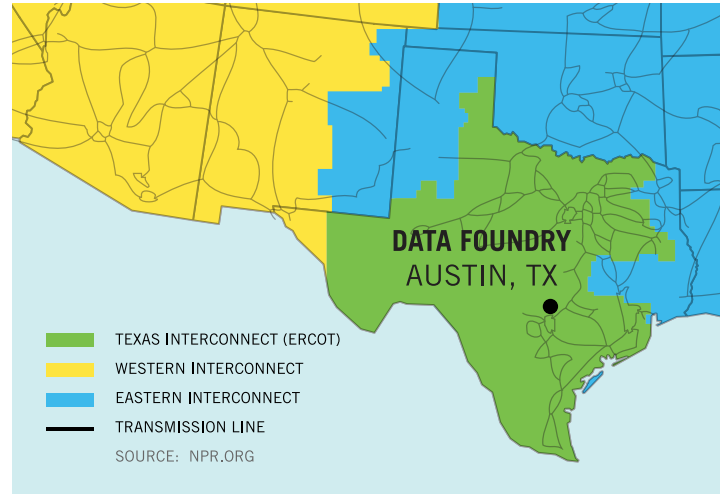 DATA FOUNDRY
AUSTIN, TX
TEXAS INTERCONNECT (ERCOT)
WESTERN INTERCONNECT
EASTERN INTERCONNECT
TRANSMISSION LINE
SOURCE: NPR.ORG